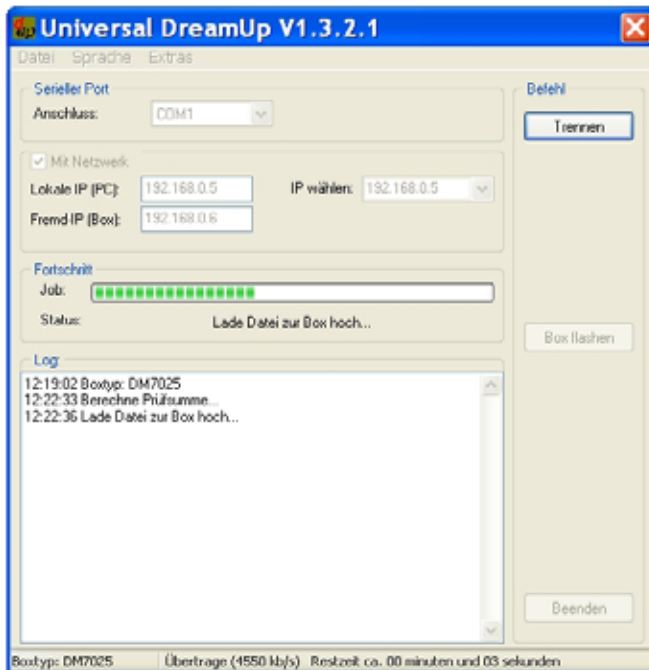 Universal DreamUp V1.3.2.1
Datei Sprache Extras
Serieller Port
Anschluss: COM1
Mit Netzwerk
Lokale IP (PC): 192.168.0.5 IP wählen: 192.168.0.5
Fremd-IP (Box): 192.168.0.6
Fortschritt
Job:
Status: Lade Datei zur Box hoch...
Log:
12:19:02 Boxtyp: DM7025
12:22:33 Berechne Prüfsumme...
12:22:36 Lade Datei zur Box hoch...
Befehl
Trennen
Box flashen
Beenden
Boxtyp: DM7025 Übertrage (4550 kb/s) Restzeit ca. 00 minuten und 03 sekunden